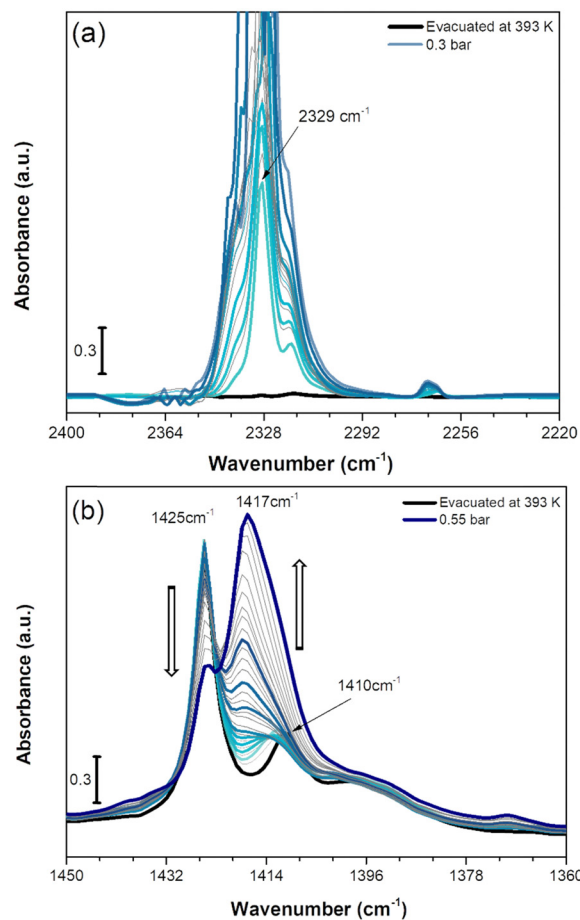 (a)
Evacuated at 393 K
0.3 bar
2329 cm-1
Absorbance (a.u.)
0.3
2400 2364 2328 2292 2256 2220
Wavenumber (cm-1)
(b)
1425cm-1 1417cm-1
Evacuated at 393 K
0.55 bar
1410cm-1
Absorbance (a.u.)
0.3
1450 1432 1414 1396 1378 1360
Wavenumber (cm-1)